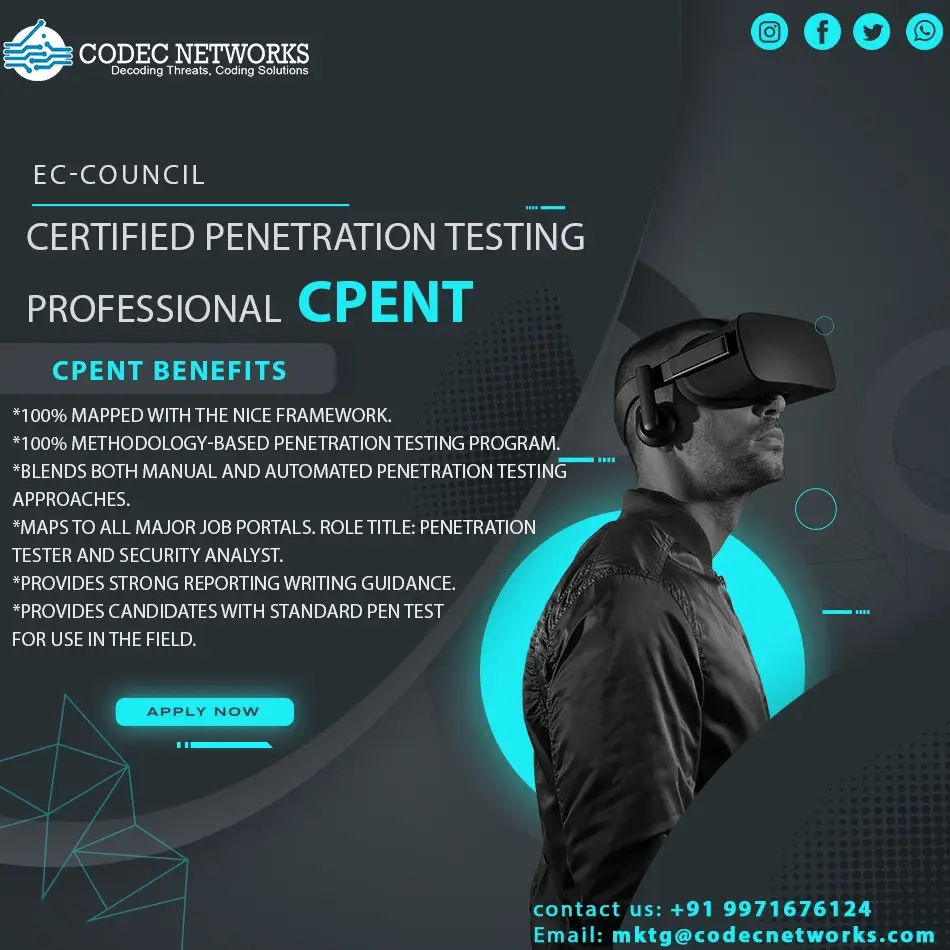 CODEC NETWORKS
Decoding Threats, Coding Solutions
EC-COUNCIL
CERTIFIED PENETRATION TESTING
PROFESSIONAL CPENT
CPENT BENEFITS
*100% MAPPED WITH THE NICE FRAMEWORK.
*100% METHODOLOGY-BASED PENETRATION TESTING PROGRAM.
*BLENDS BOTH MANUAL AND AUTOMATED PENETRATION TESTING
APPROACHES.
*MAPS TO ALL MAJOR JOB PORTALS. ROLE TITLE: PENETRATION
TESTER AND SECURITY ANALYST.
*PROVIDES STRONG REPORTING WRITING GUIDANCE.
*PROVIDES CANDIDATES WITH STANDARD PEN TEST
FOR USE IN THE FIELD.
APPLY NOW
contact us: +91 9971676124
Email: mktg@codecnetworks.com